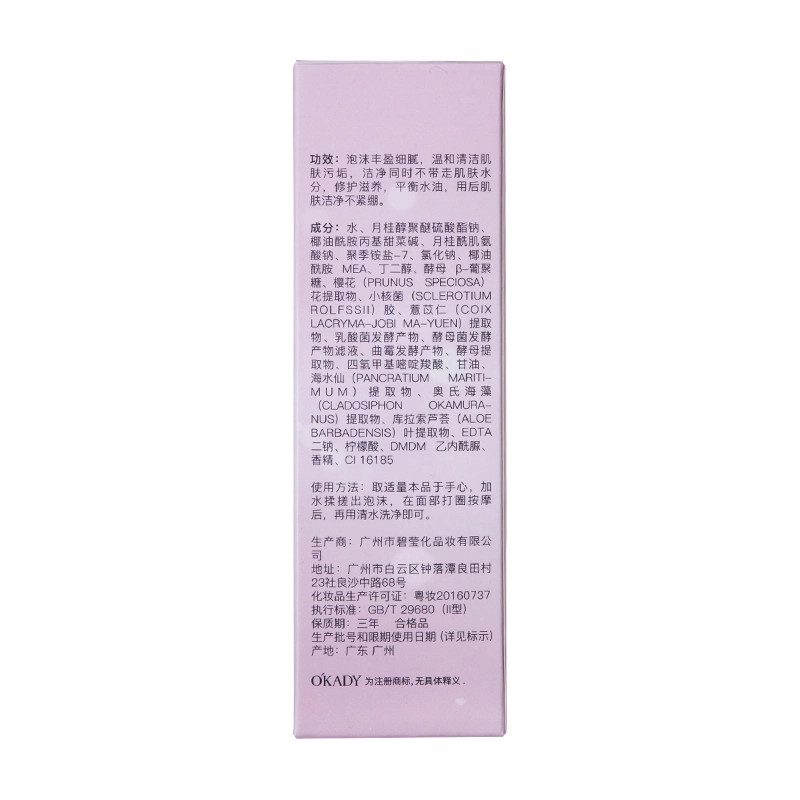 功效：泡沫丰盈细腻，温和清洁肌
肤污垢，洁净同时不带走肌肤水
分，修护滋养，平衡水油，用后肌
肤洁净不紧绷。
成分：水、月桂醇聚醚硫酸酯钠、
椰油酰胺丙基甜菜碱、月桂酰肌氨
酸钠、聚季铵盐-7、氯化钠、椰油
酰胺 MEA、丁二醇、酵母 β-葡聚
糖、樱花（PRUNUS SPECIOSA）
花提取物、小核菌（SCLEROTIUM
ROLFSSII）胶、薏苡仁（COIX
LACRYMA-JOBI MA-YUEN）提取
物、乳酸菌发酵产物、酵母菌发酵
产物滤液、曲霉发酵产物、酵母提
取物、四氢甲基嘧啶羧酸、甘油、
海水仙（PANCRATIUM MARITI-
MUM）提取物、奥氏海藻
（CLADOSIPHON OKAMURA-
NUS）提取物、库拉索芦荟（ALOE
BARBADENSIS）叶提取物、EDTA
二钠、柠檬酸、DMDM 乙内酰脲、
香精、CI 16185
使用方法：取适量本品于手心，加
水揉搓出泡沫，在面部打圈按摩
后，再用清水洗净即可。
生产商：广州市碧莹化品妆有限公
司
地址：广州市白云区钟落潭良田村
23社良沙中路68号
化妆品生产许可证：粤妆20160737
执行标准：GB/T 29680（II型）
保质期：三年 合格品
生产批号和限期使用日期（详见标示）
产地：广东 广州
O'KADY 为注册商标，无具体释义.